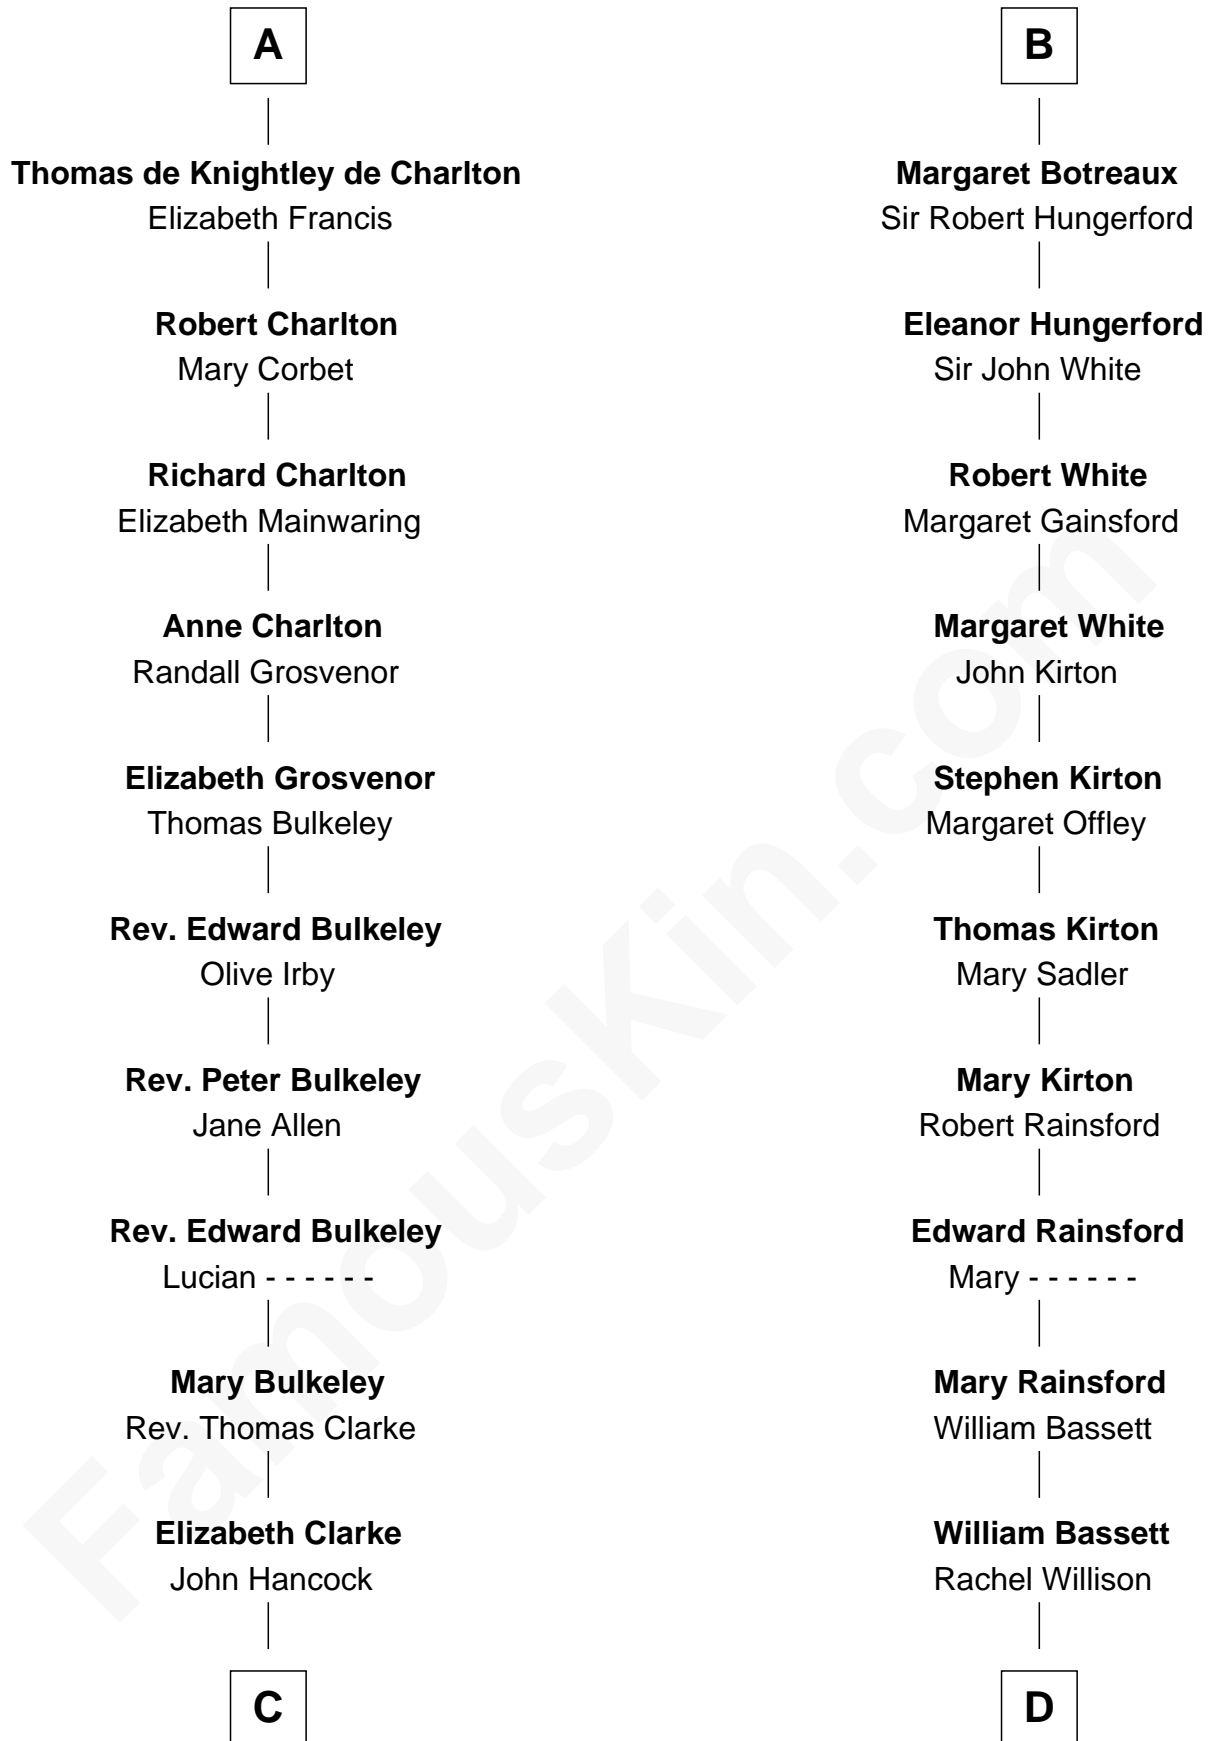 A
Thomas de Knightley de Charlton
Elizabeth Francis
Robert Charlton
Mary Corbet
Richard Charlton
Elizabeth Mainwaring
Anne Charlton
Randall Grosvenor
Elizabeth Grosvenor
Thomas Bulkeley
Rev. Edward Bulkeley
Olive Irby
Rev. Peter Bulkeley
Jane Allen
Rev. Edward Bulkeley
Lucian - - - - - -
Mary Bulkeley
Rev. Thomas Clarke
Elizabeth Clarke
John Hancock
C
B
Margaret Botreaux
Sir Robert Hungerford
Eleanor Hungerford
Sir John White
Robert White
Margaret Gainsford
Margaret White
John Kirton
Stephen Kirton
Margaret Offley
Thomas Kirton
Mary Sadler
Mary Kirton
Robert Rainsford
Edward Rainsford
Mary - - - - - -
Mary Rainsford
William Bassett
William Bassett
Rachel Willison
D
FamousKin.com